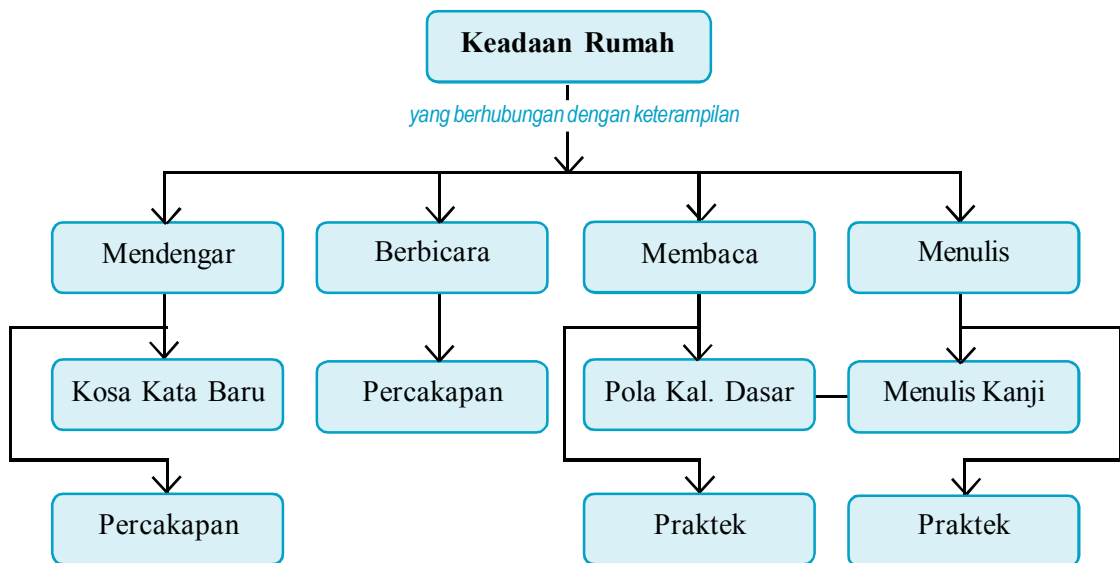 Keadaan Rumah
yang berhubungan dengan keterampilan
Mendengar
Berbicara
Membaca
Menulis
Kosa Kata Baru
Percakapan
Pola Kal. Dasar
Menulis Kanji
Percakapan
Praktek
Praktek